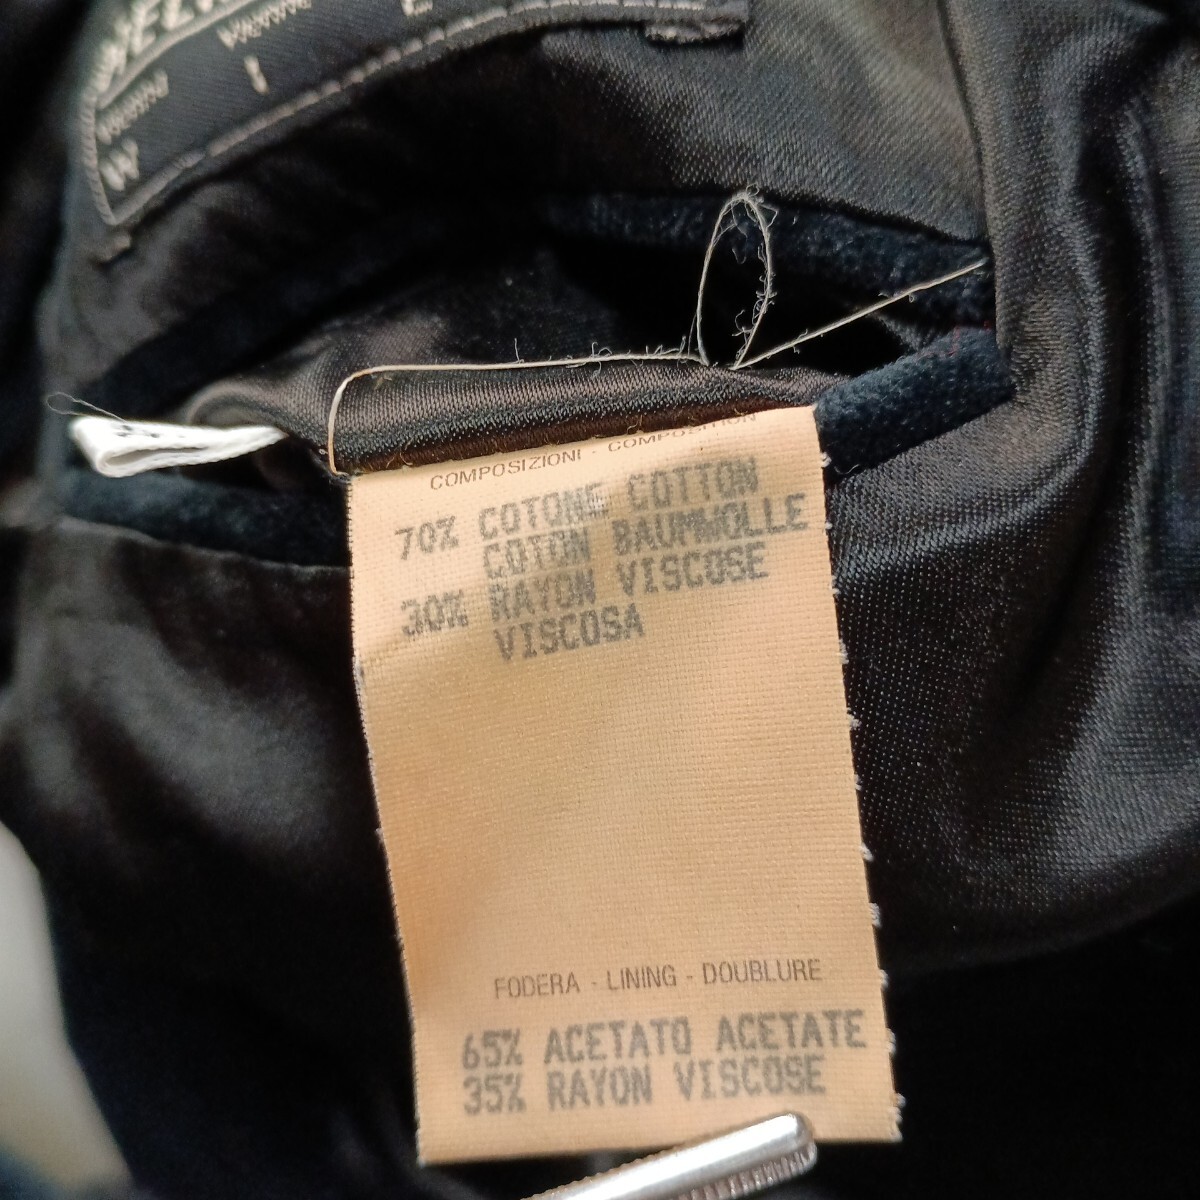 COMPOSIZIONI - COMPOSITION
70% COTONE COTTON
COTON BAUMWOLLE
30% RAYON VISCOSE
VISCOSA
FODERA - LINING - DOUBLURE
65% ACETATO ACETATE
35% RAYON VISCOSE